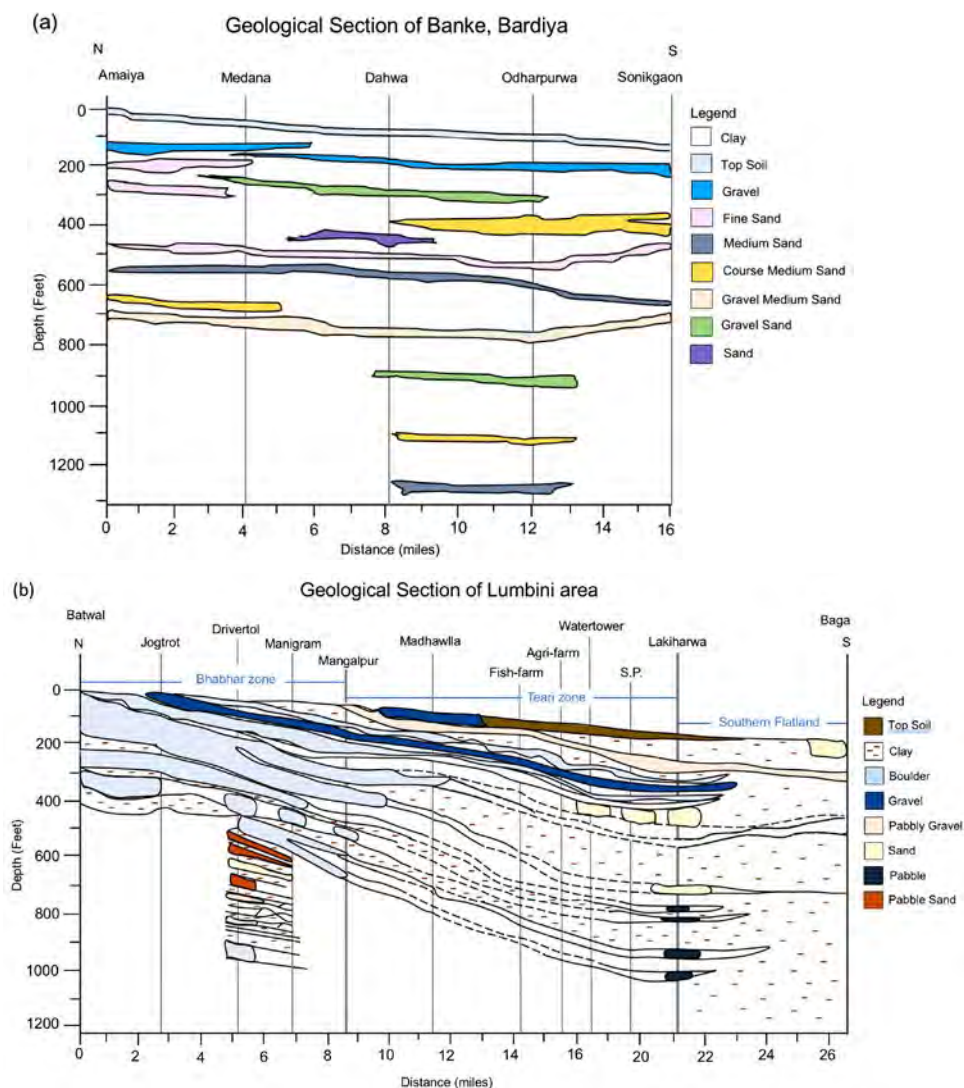 (a)
Geological Section of Banke, Bardiya
N
S
Amaiya
Medana
Dahwa
Odharpurwa
Sonikgaon
0
200
400
600
800
1000
1200
Depth (Feet)
0 2 4 6 8 10 12 14 16
Distance (miles)
Legend
Clay
Top Soil
Gravel
Fine Sand
Medium Sand
Course Medium Sand
Gravel Medium Sand
Gravel Sand
Sand
(b)
Geological Section of Lumbini area
Batwal
N
Jogtrot
Drivertol
Manigram
Mangalpur
Madhawlla
Fish-farm
Agri-farm
Watertower
S.P.
Lakiharwa
Baga
S
Bhabhar zone
Teari zone
Southern Flatland
0
200
400
600
800
1000
1200
Depth (Feet)
0 2 4 6 8 10 12 14 16 18 20 22 24 26
Distance (miles)
Legend
Top Soil
Clay
Boulder
Gravel
Pabbly Gravel
Sand
Pabble
Pabble Sand